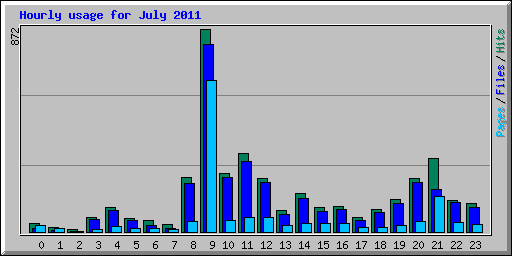 Hourly usage for July 2011
872
Pages/Files/Hits
0 1 2 3 4 5 6 7 8 9 10 11 12 13 14 15 16 17 18 19 20 21 22 23